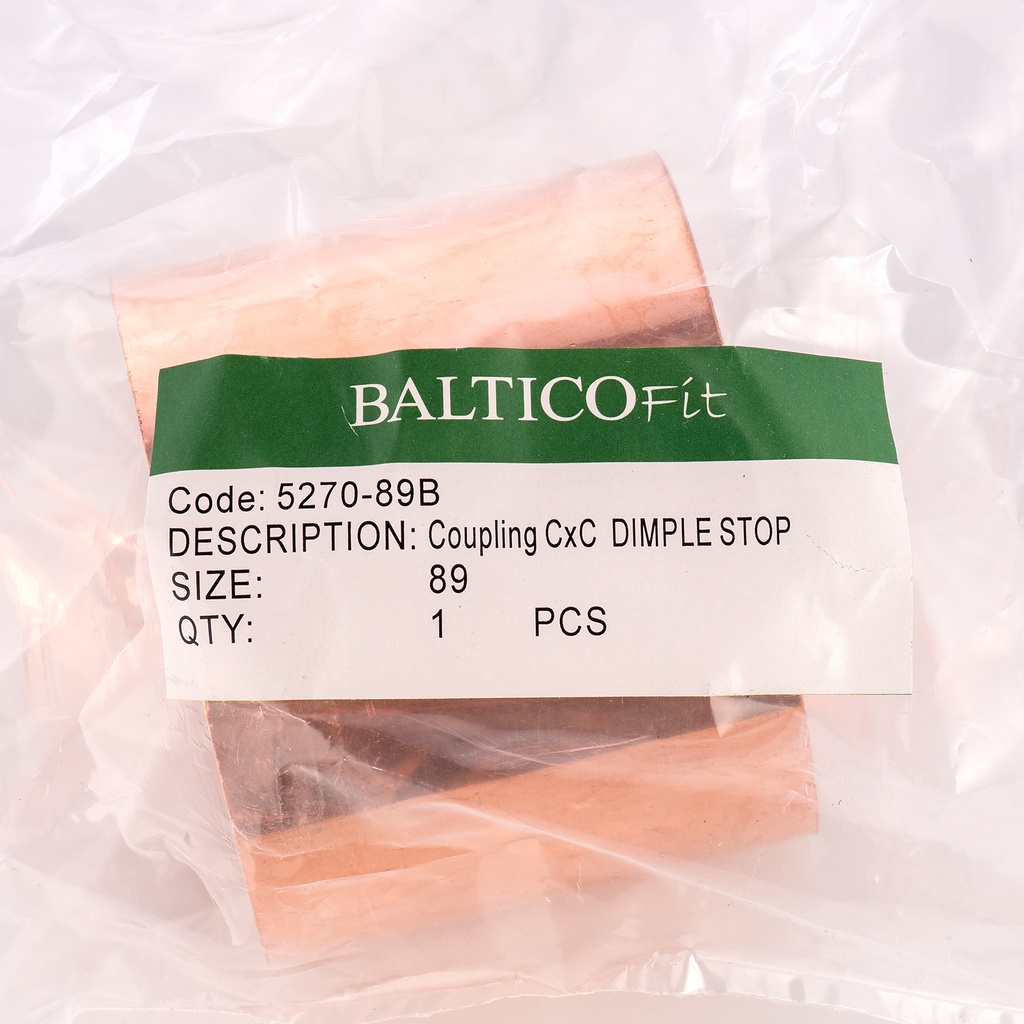 BALTICOFit
Code: 5270-89B
DESCRIPTION: Coupling CxC DIMPLE STOP
SIZE: 89
QTY: 1 PCS